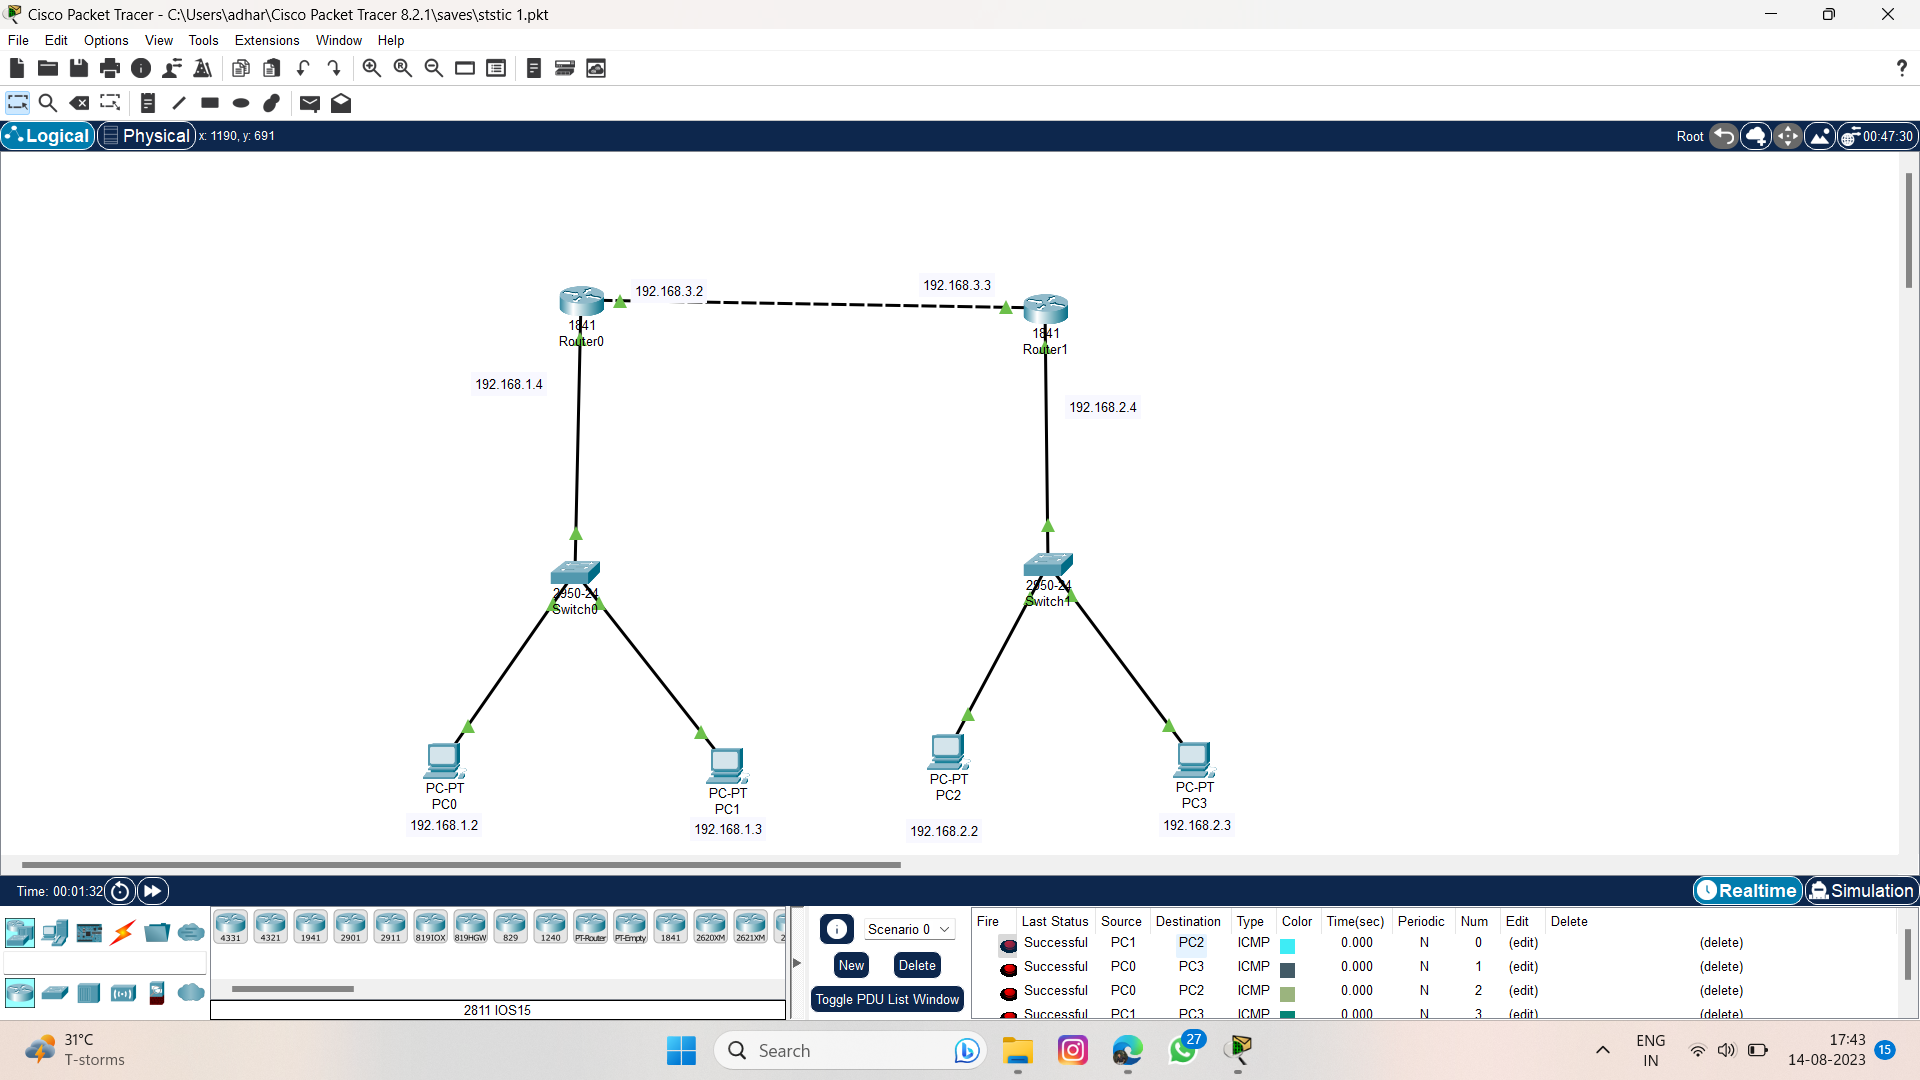 Cisco Packet Tracer - C:\Users\adhar\Cisco Packet Tracer 8.2.1\saves\ststic 1.pkt
File Edit Options View Tools Extensions Window Help
?
Logical Physical x: 1190, y: 691 Root 00:47:30
192.168.3.2 192.168.3.3
1841
Router0
1841
Router1
192.168.1.4
192.168.2.4
2950-24
Switch0
2950-24
Switch1
PC-PT
PC0
192.168.1.2
PC-PT
PC1
192.168.1.3
PC-PT
PC2
192.168.2.2
PC-PT
PC3
192.168.2.3
Time: 00:01:32 Realtime Simulation
4331 4321 1941 2901 2911 819IOX 819HGW 829 1240 PT-Router PT-Empty 1841 2620XM 2621XM 2
2811 IOS15
Scenario 0
New Delete
Toggle PDU List Window
Fire Last Status Source Destination Type Color Time(sec) Periodic Num Edit Delete
Successful PC1 PC2 ICMP 0.000 N 0 (edit) (delete)
Successful PC0 PC3 ICMP 0.000 N 1 (edit) (delete)
Successful PC0 PC2 ICMP 0.000 N 2 (edit) (delete)
Successful PC1 PC3 ICMP 0.000 N 3 (edit) (delete)
31°C
T-storms
Search
27
ENG
IN
17:43
14-08-2023
15